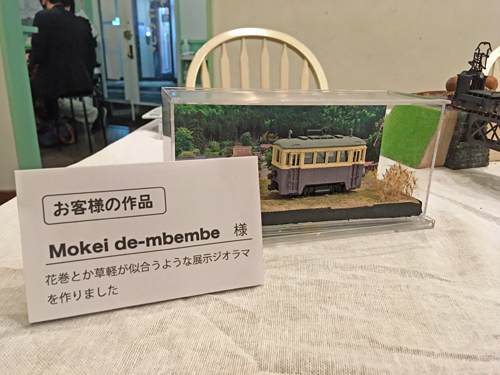 お客様の作品
Mokei de-mbembe 様
花巻とか草軽が似合うような展示ジオラマ
を作りました